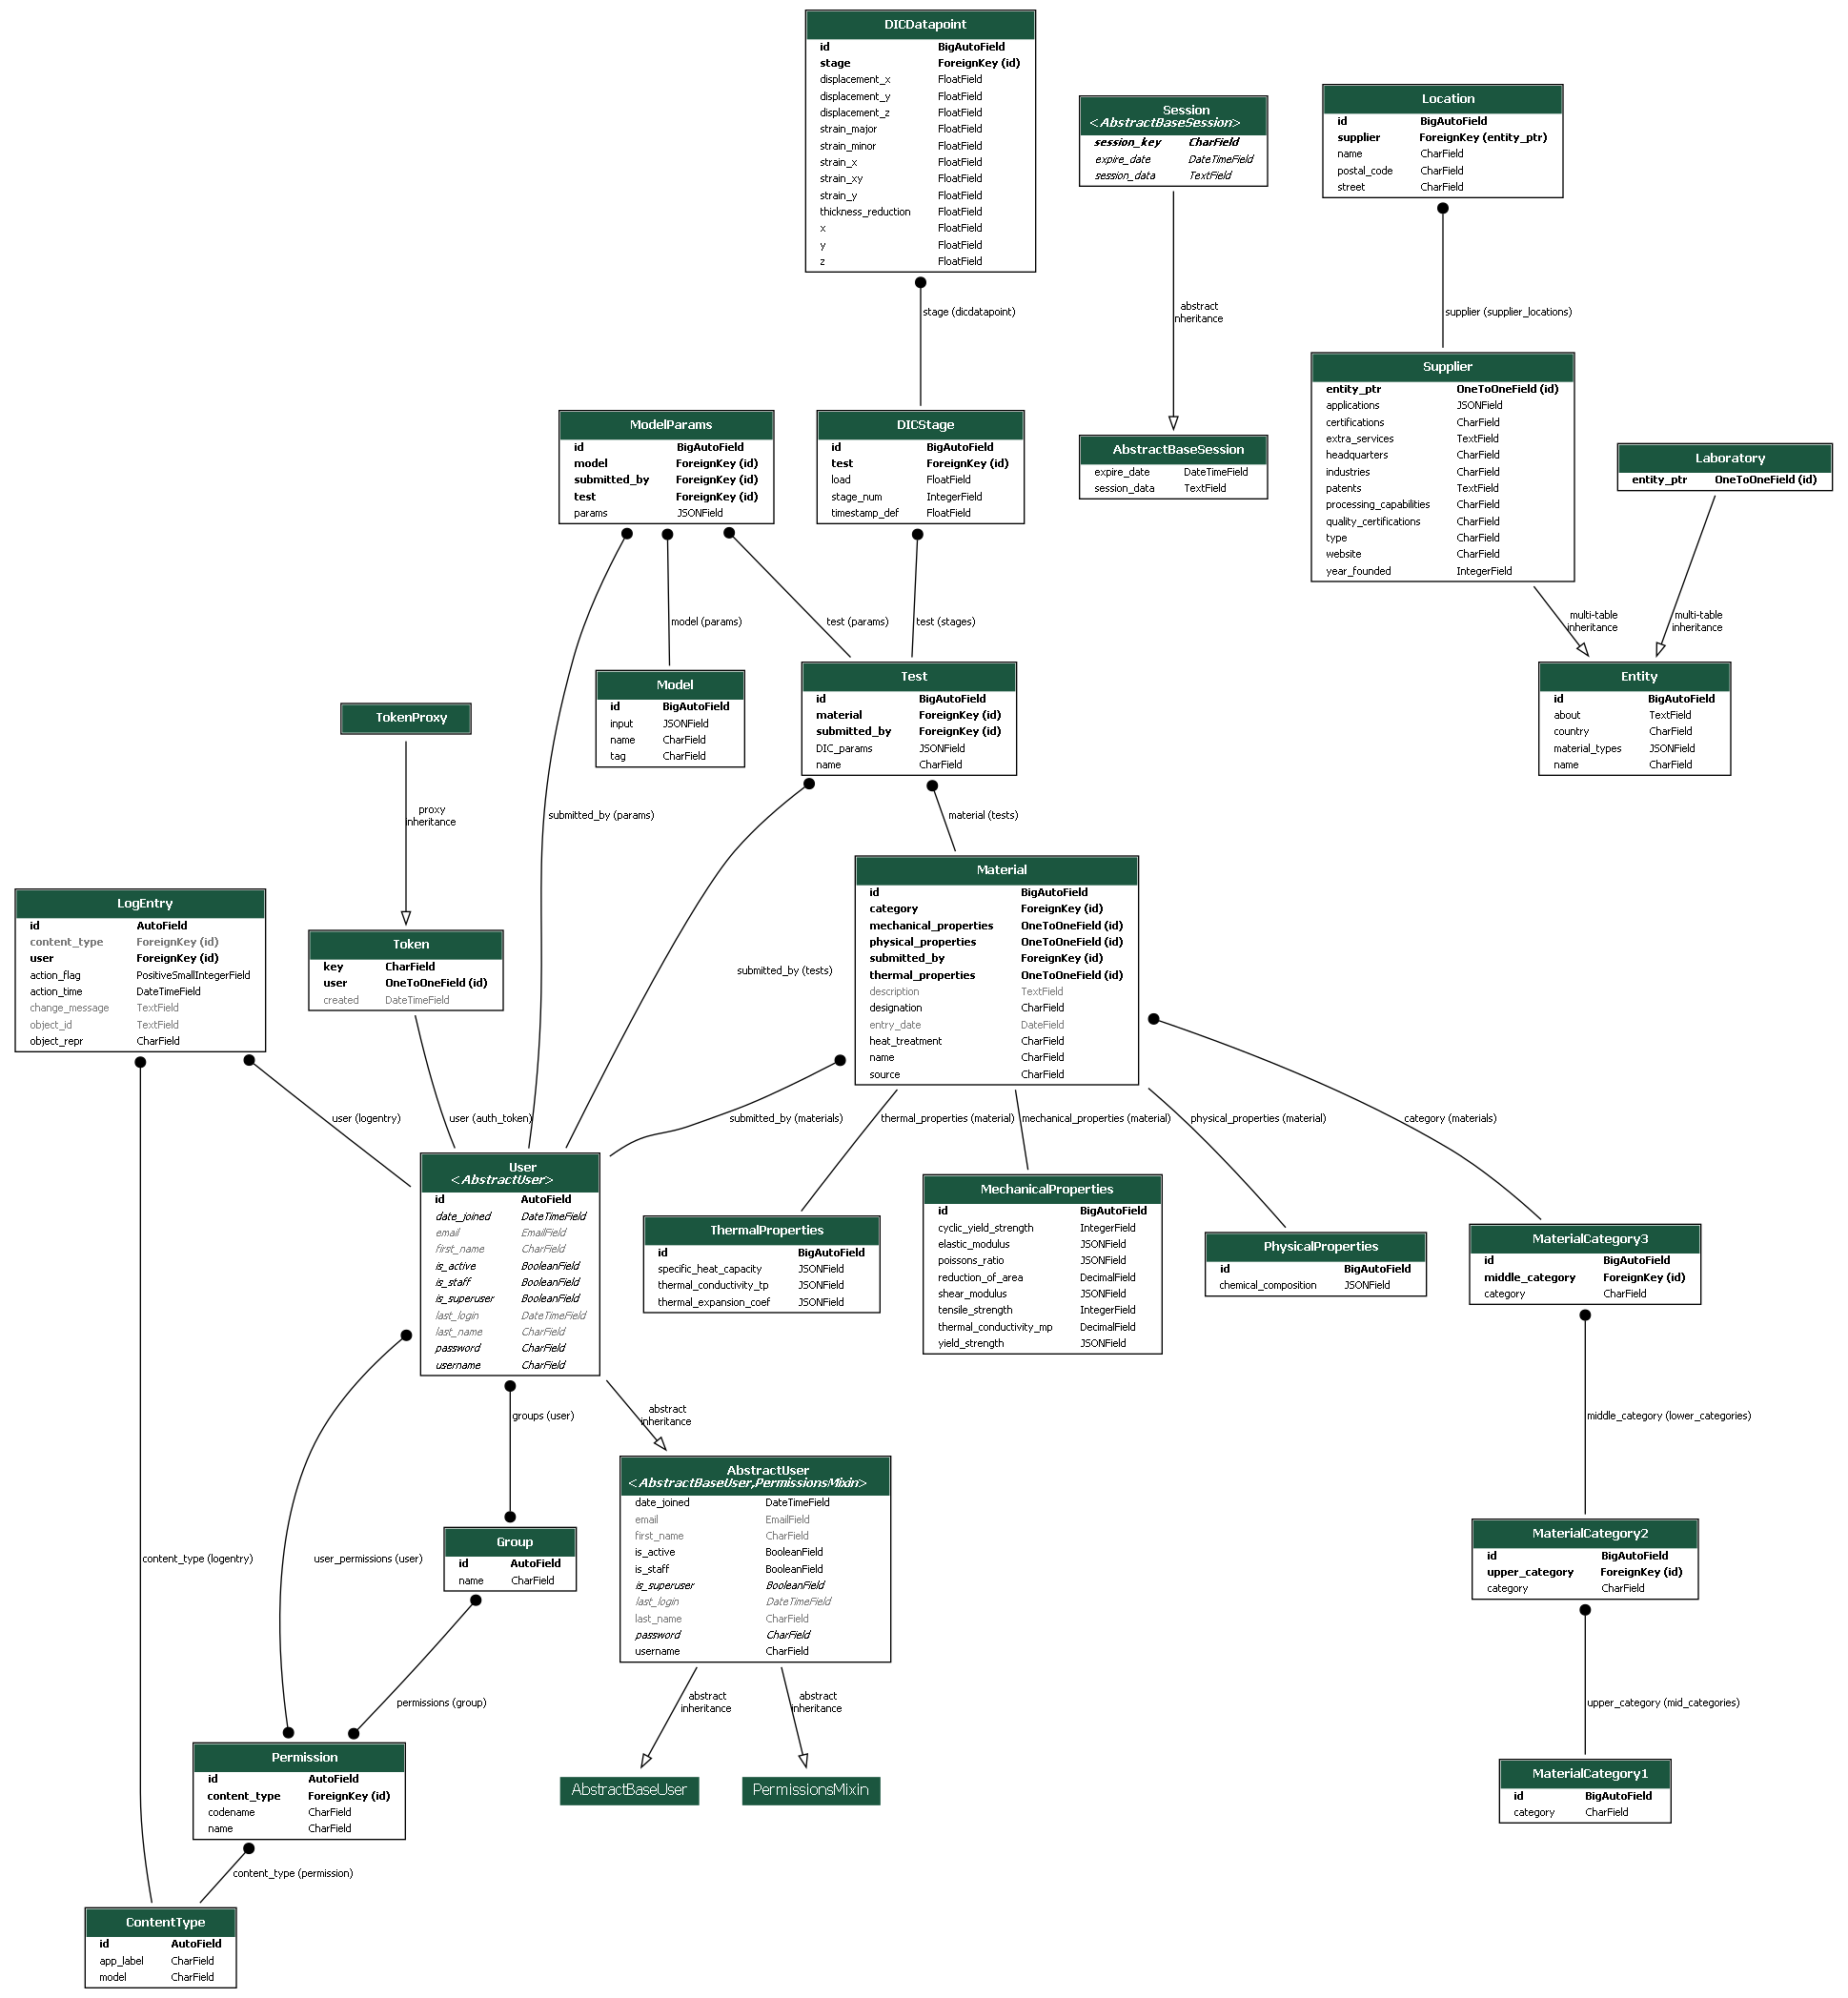 DICDatapoint
id BigAutoField
stage ForeignKey (id)
displacement_x FloatField
displacement_y FloatField
displacement_z FloatField
strain_major FloatField
strain_minor FloatField
strain_x FloatField
strain_xy FloatField
strain_y FloatField
thickness_reduction FloatField
x FloatField
y FloatField
z FloatField
Session
<AbstractBaseSession>
session_key CharField
expire_date DateTimeField
session_data TextField
Location
id BigAutoField
supplier ForeignKey (entity_ptr)
name CharField
postal_code CharField
street CharField
stage (dicdatapoint)
abstract
inheritance
supplier (supplier_locations)
Supplier
entity_ptr OneToOneField (id)
applications JSONField
certifications CharField
extra_services TextField
headquarters CharField
industries CharField
patents TextField
processing_capabilities CharField
quality_certifications CharField
type CharField
website CharField
year_founded IntegerField
ModelParams
id BigAutoField
model ForeignKey (id)
submitted_by ForeignKey (id)
test ForeignKey (id)
params JSONField
DICStage
id BigAutoField
test ForeignKey (id)
load FloatField
stage_num IntegerField
timestamp_def FloatField
AbstractBaseSession
expire_date DateTimeField
session_data TextField
Laboratory
entity_ptr OneToOneField (id)
model (params)
test (params)
test (stages)
multi-table
inheritance
multi-table
inheritance
TokenProxy
Model
id BigAutoField
input JSONField
name CharField
tag CharField
Test
id BigAutoField
material ForeignKey (id)
submitted_by ForeignKey (id)
DIC_params JSONField
name CharField
Entity
id BigAutoField
about TextField
country CharField
material_types JSONField
name CharField
proxy
inheritance
submitted_by (params)
material (tests)
LogEntry
id AutoField
content_type ForeignKey (id)
user ForeignKey (id)
action_flag PositiveSmallIntegerField
action_time DateTimeField
change_message TextField
object_id TextField
object_repr CharField
Token
key CharField
user OneToOneField (id)
created DateTimeField
submitted_by (tests)
Material
id BigAutoField
category ForeignKey (id)
mechanical_properties OneToOneField (id)
physical_properties OneToOneField (id)
submitted_by ForeignKey (id)
thermal_properties OneToOneField (id)
description TextField
designation CharField
entry_date DateField
heat_treatment CharField
name CharField
source CharField
user (logentry)
user (auth_token)
submitted_by (materials)
thermal_properties (material)
mechanical_properties (material)
physical_properties (material)
category (materials)
User
<AbstractUser>
id AutoField
date_joined DateTimeField
email EmailField
first_name CharField
is_active BooleanField
is_staff BooleanField
is_superuser BooleanField
last_login DateTimeField
last_name CharField
password CharField
username CharField
ThermalProperties
id BigAutoField
specific_heat_capacity JSONField
thermal_conductivity_tp JSONField
thermal_expansion_coef JSONField
MechanicalProperties
id BigAutoField
cyclic_yield_strength IntegerField
elastic_modulus JSONField
poissons_ratio JSONField
reduction_of_area DecimalField
shear_modulus JSONField
tensile_strength IntegerField
thermal_conductivity_mp DecimalField
yield_strength JSONField
PhysicalProperties
id BigAutoField
chemical_composition JSONField
MaterialCategory3
id BigAutoField
middle_category ForeignKey (id)
category CharField
groups (user)
abstract
inheritance
middle_category (lower_categories)
AbstractUser
<AbstractBaseUser,PermissionsMixin>
date_joined DateTimeField
email EmailField
first_name CharField
is_active BooleanField
is_staff BooleanField
is_superuser BooleanField
last_login DateTimeField
last_name CharField
password CharField
username CharField
content_type (logentry)
user_permissions (user)
Group
id AutoField
name CharField
MaterialCategory2
id BigAutoField
upper_category ForeignKey (id)
category CharField
permissions (group)
abstract
inheritance
abstract
inheritance
upper_category (mid_categories)
Permission
id AutoField
content_type ForeignKey (id)
codename CharField
name CharField
AbstractBaseUser
PermissionsMixin
MaterialCategory1
id BigAutoField
category CharField
content_type (permission)
ContentType
id AutoField
app_label CharField
model CharField